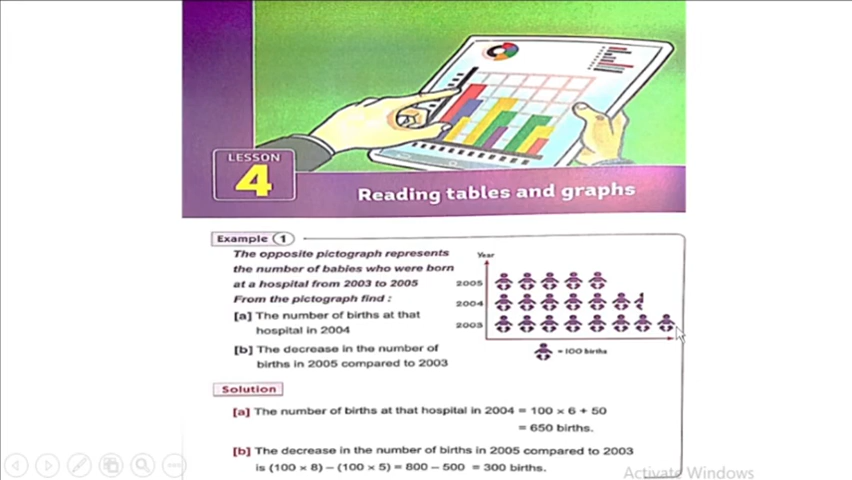 LESSON
4
Reading tables and graphs
Example 1
The opposite pictograph represents
the number of babies who were born
at a hospital from 2003 to 2005
From the pictograph find :
[a] The number of births at that
hospital in 2004
[b] The decrease in the number of
births in 2005 compared to 2003
Year
2005
2004
2003
= 100 births
Solution
[a] The number of births at that hospital in 2004 = 100 × 6 + 50
= 650 births.
[b] The decrease in the number of births in 2005 compared to 2003
is (100 × 8) – (100 × 5) = 800 – 500 = 300 births.
Activate Windows